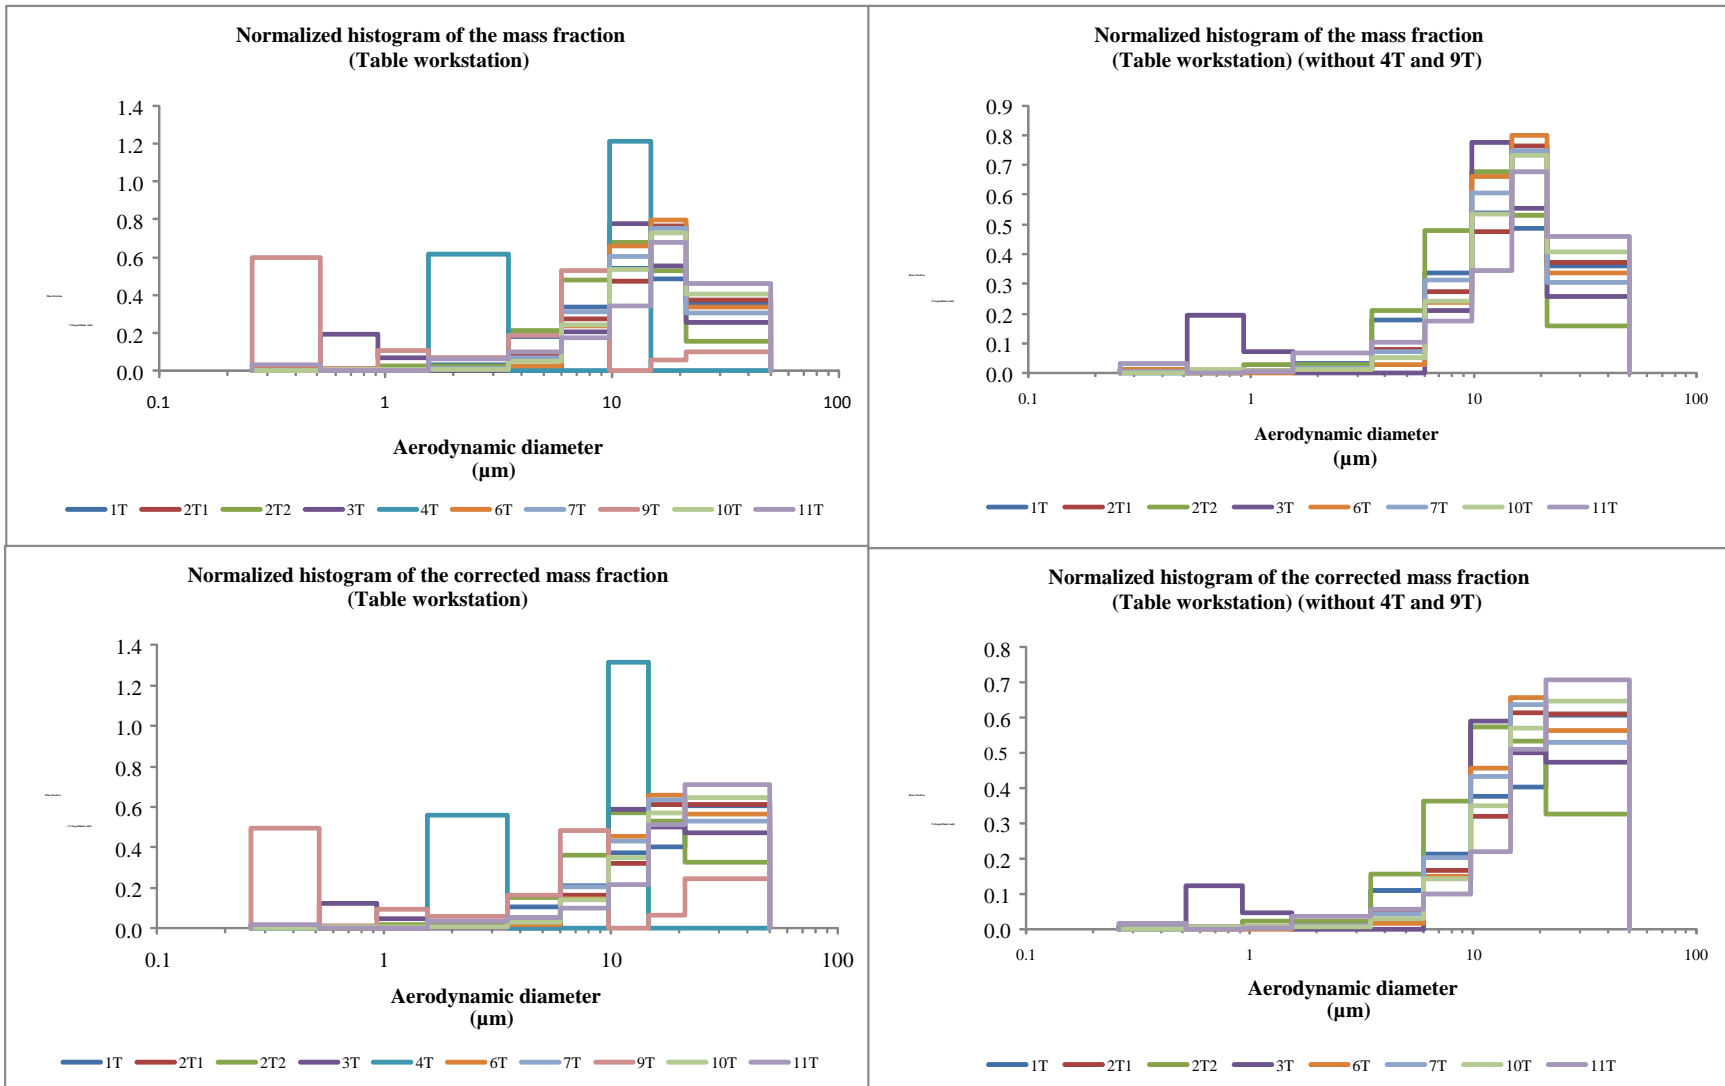 Normalized histogram of the mass fraction
(Table workstation)
1.4
1.2
1.0
0.8
0.6
0.4
0.2
0.0
0.1 1 10 100
Aerodynamic diameter
(µm)
1T 2T1 2T2 3T 4T 6T 7T 9T 10T 11T
Normalized histogram of the mass fraction
(Table workstation) (without 4T and 9T)
0.9
0.8
0.7
0.6
0.5
0.4
0.3
0.2
0.1
0.0
0.1 1 10 100
Aerodynamic diameter
(µm)
1T 2T1 2T2 3T 6T 7T 10T 11T
Normalized histogram of the corrected mass fraction
(Table workstation)
1.4
1.2
1.0
0.8
0.6
0.4
0.2
0.0
0.1 1 10 100
Aerodynamic diameter
(µm)
1T 2T1 2T2 3T 4T 6T 7T 9T 10T 11T
Normalized histogram of the corrected mass fraction
(Table workstation) (without 4T and 9T)
0.8
0.7
0.6
0.5
0.4
0.3
0.2
0.1
0.0
0.1 1 10 100
Aerodynamic diameter
(µm)
1T 2T1 2T2 3T 6T 7T 10T 11T